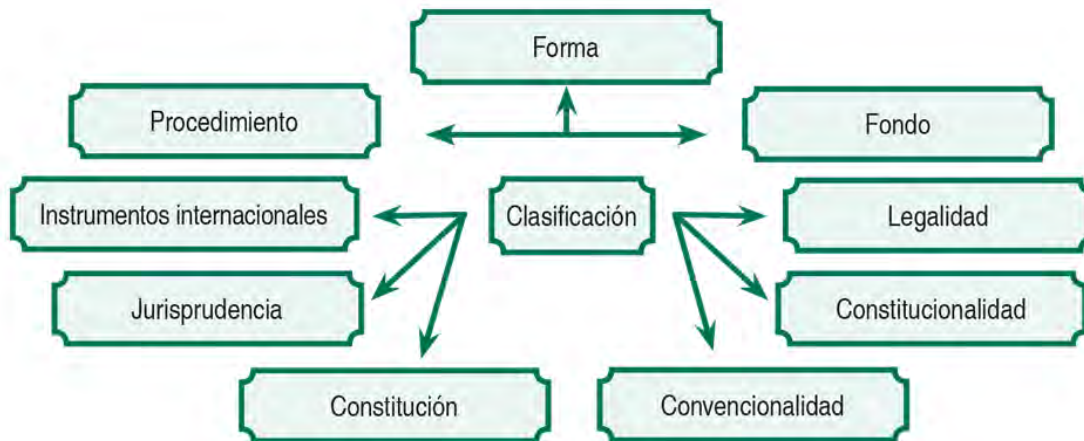 Forma
Procedimiento
Fondo
Instrumentos internacionales
Clasificación
Legalidad
Jurisprudencia
Constitucionalidad
Constitución
Convencionalidad